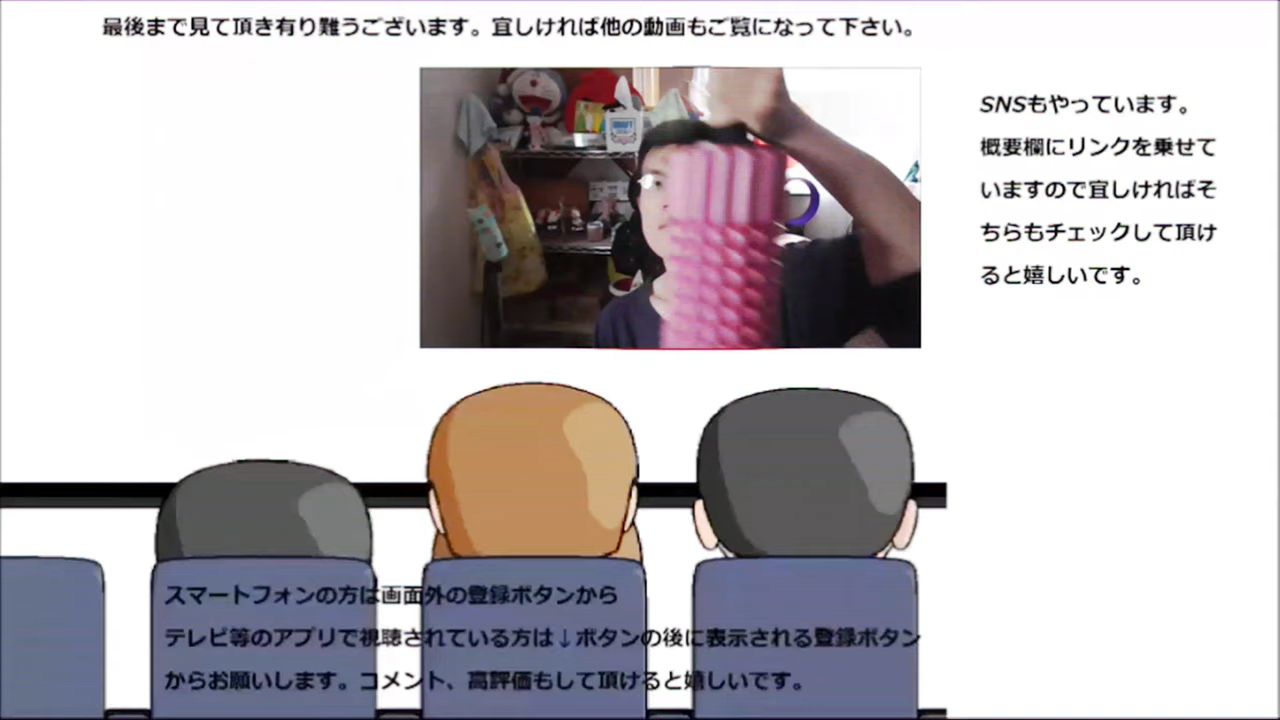 最後まで見て頂き有り難うございます。宜しければ他の動画もご覧になって下さい。
SNSもやっています。
概要欄にリンクを乗せて
いますので宜しければそ
ちらもチェックして頂け
ると嬉しいです。
スマートフォンの方は画面外の登録ボタンから
テレビ等のアプリで視聴されている方は↓ボタンの後に表示される登録ボタン
からお願いします。コメント、高評価もして頂けると嬉しいです。